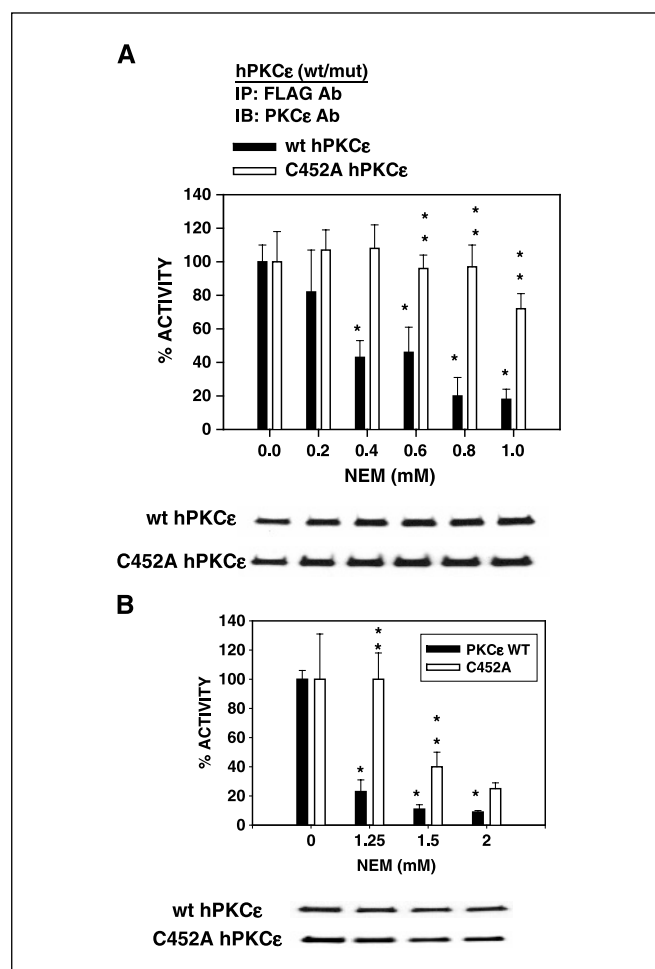 A
hPKCε (wt/mut)
IP: FLAG Ab
IB: PKCε Ab
wt hPKCε
C452A hPKCε
140
120
100
80
60
40
20
0
% ACTIVITY
* *
* *
* *
*
*
*
*
0.0 0.2 0.4 0.6 0.8 1.0
NEM (mM)
wt hPKCε
C452A hPKCε
B
140
120
100
80
60
40
20
0
% ACTIVITY
PKCε WT
C452A
* *
* *
*
*
*
0 1.25 1.5 2
NEM (mM)
wt hPKCε
C452A hPKCε